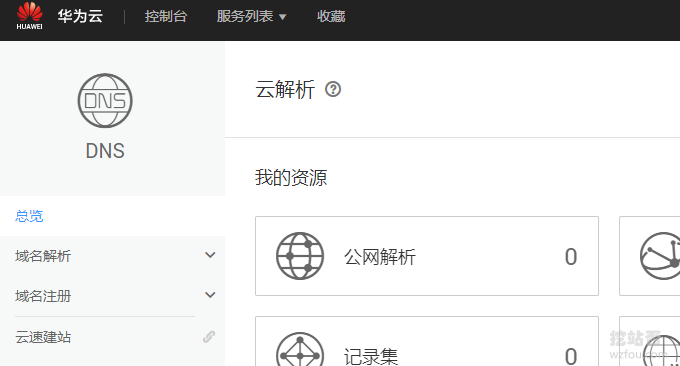 HUAWEI 华为云 控制台 服务列表 收藏
DNS
DNS
总览
域名解析
域名注册
云速建站
云解析 ?
我的资源
公网解析 0
记录集 0
挖站否
wzfou.com